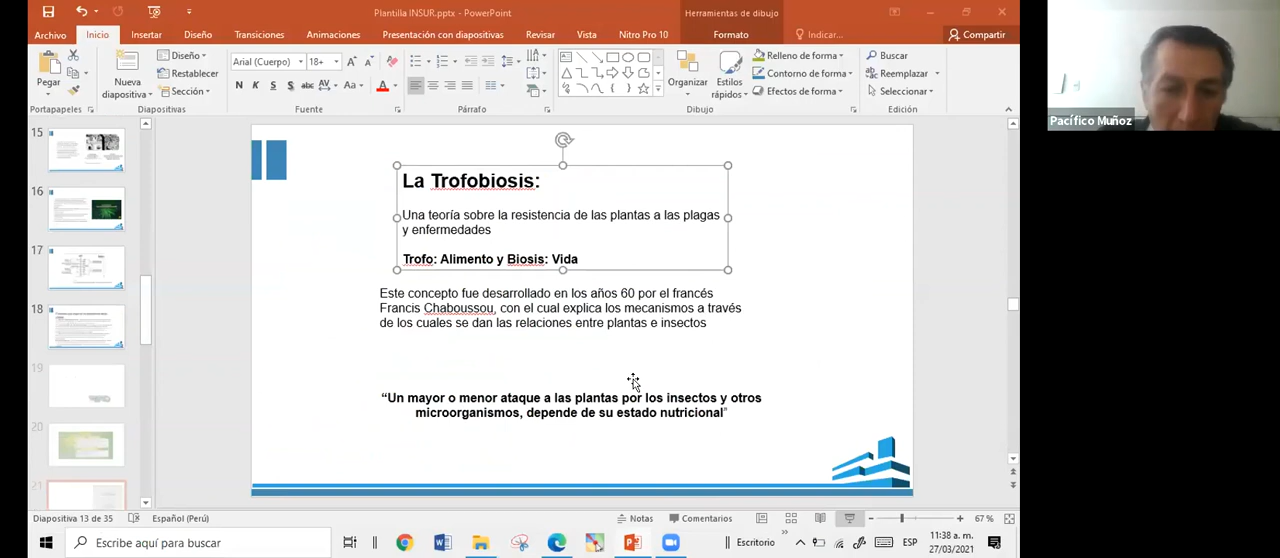 Plantilla INSUR.pptx - PowerPoint
Herramientas de dibujo
Archivo
Inicio
Insertar
Diseño
Transiciones
Animaciones
Presentación con diapositivas
Revisar
Vista
Nitro Pro 10
Formato
Indicar...
Compartir
Pegar
Nueva
diapositiva
Diseño
Restablecer
Sección
Arial (Cuerpo)
18+
N K S S abc AV Aa A
Organizar
Estilos
rápidos
Relleno de forma
Contorno de forma
Efectos de forma
Buscar
Reemplazar
Seleccionar
Portapapeles
Diapositivas
Fuente
Párrafo
Dibujo
Edición
15
16
17
18
19
20
21
La Trofobiosis:
Una teoría sobre la resistencia de las plantas a las plagas
y enfermedades
Trofo: Alimento y Biosis: Vida
Este concepto fue desarrollado en los años 60 por el francés
Francis Chaboussou, con el cual explica los mecanismos a través
de los cuales se dan las relaciones entre plantas e insectos
“Un mayor o menor ataque a las plantas por los insectos y otros
microorganismos, depende de su estado nutricional”
Pacífico Muñoz
Diapositiva 13 de 35
Español (Perú)
Notas
Comentarios
67 %
Escribe aquí para buscar
Escritorio
ESP
11:38 a. m.
27/03/2021